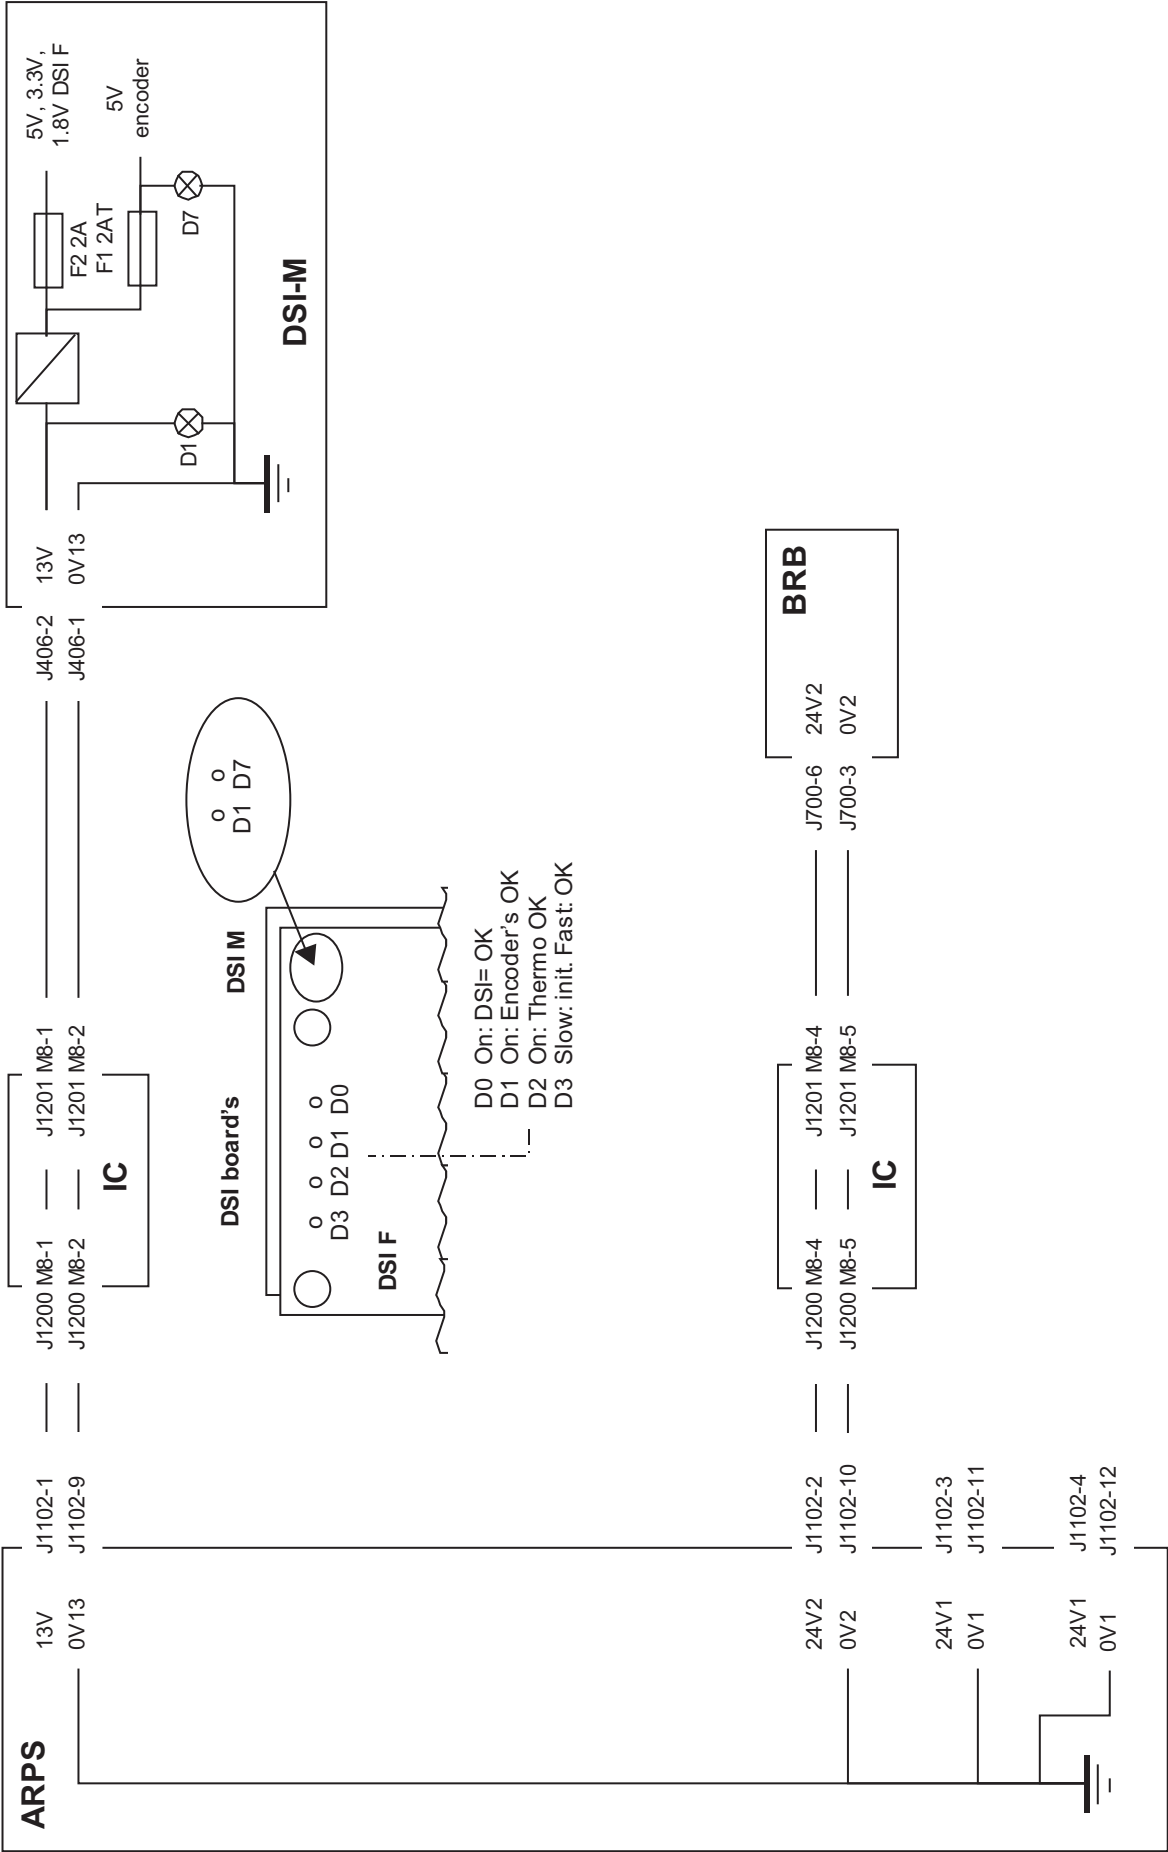 ARPS
13V
0V13
J1102-1
J1102-9
J1200 M8-1
J1200 M8-2
J1201 M8-1
J1201 M8-2
IC
J406-2
J406-1
13V
0V13
D1
F2 2A
F1 2AT
D7
5V, 3.3V,
1.8V DSI F
5V
encoder
DSI-M
DSI board's
DSI M
D1 D7
D3 D2 D1 D0
DSI F
D0 On: DSI= OK
D1 On: Encoder's OK
D2 On: Thermo OK
D3 Slow: init. Fast: OK
24V2
0V2
J1102-2
J1102-10
J1200 M8-4
J1200 M8-5
J1201 M8-4
J1201 M8-5
IC
J700-6
J700-3
24V2
0V2
BRB
24V1
0V1
J1102-3
J1102-11
24V1
0V1
J1102-4
J1102-12